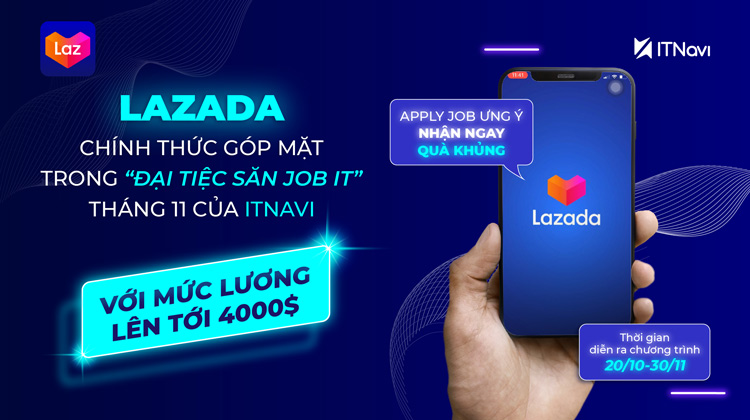 Laz
ITNavi
LAZADA
CHÍNH THỨC GÓP MẶT
TRONG “ĐẠI TIỆC SĂN JOB IT”
THÁNG 11 CỦA ITNAVI
VỚI MỨC LƯƠNG
LÊN TỚI 4000$
11:41
APPLY JOB ƯNG Ý
NHẬN NGAY
QUÀ KHỦNG
Lazada
Thời gian
diễn ra chương trình
20/10-30/11